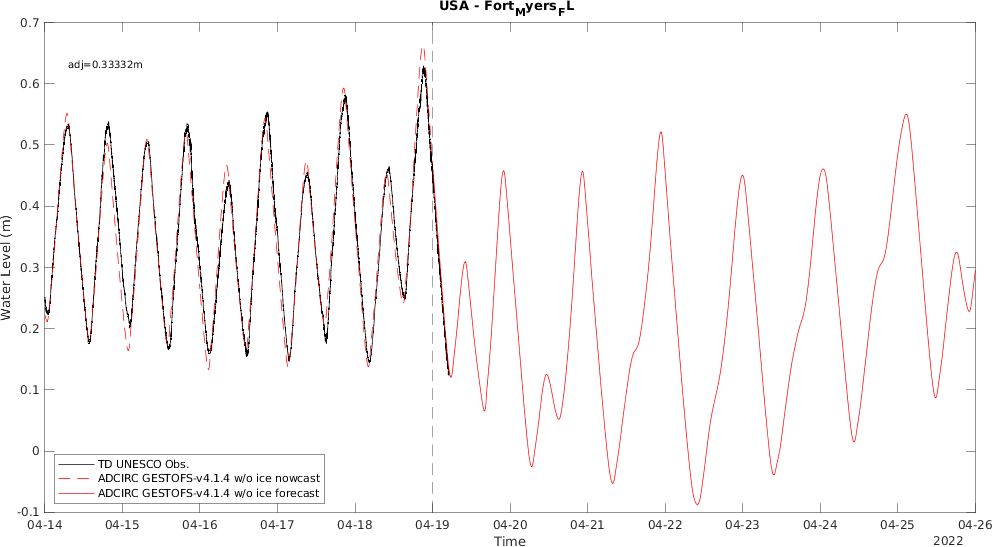 USA - Fort_Myers_FL
adj=0.33332m
0.7
0.6
0.5
0.4
0.3
0.2
0.1
0
-0.1
Water Level (m)
TD UNESCO Obs.
ADCIRC GESTOFS-v4.1.4 w/o ice nowcast
ADCIRC GESTOFS-v4.1.4 w/o ice forecast
04-14 04-15 04-16 04-17 04-18 04-19 04-20 04-21 04-22 04-23 04-24 04-25 04-26
Time
2022